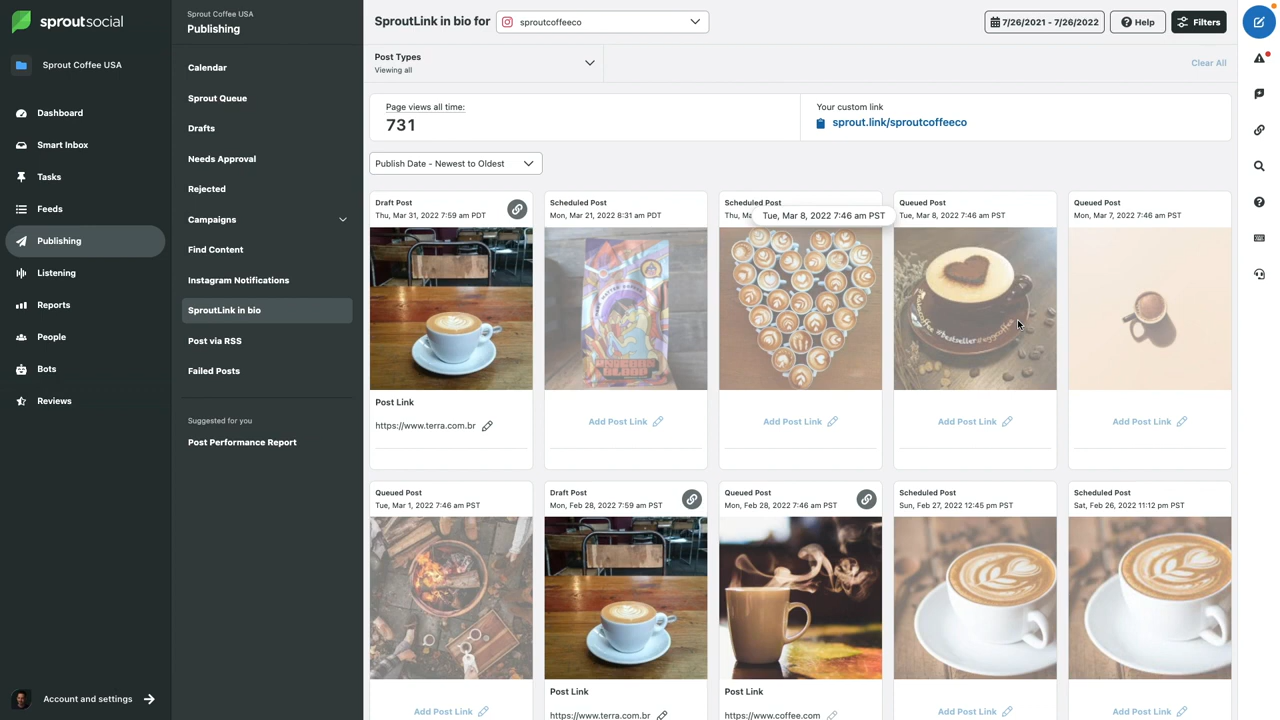 sproutsocial
Sprout Coffee USA
Dashboard
Smart Inbox
Tasks
Feeds
Publishing
Listening
Reports
People
Bots
Reviews
Account and settings
Sprout Coffee USA
Publishing
Calendar
Sprout Queue
Drafts
Needs Approval
Rejected
Campaigns
Find Content
Instagram Notifications
SproutLink in bio
Post via RSS
Failed Posts
Suggested for you
Post Performance Report
SproutLink in bio for
sproutcoffeeco
7/26/2021 - 7/26/2022
Help
Filters
Post Types
Viewing all
Clear All
Page views all time:
731
Your custom link
sprout.link/sproutcoffeeco
Publish Date - Newest to Oldest
Draft Post
Thu, Mar 31, 2022 7:59 am PDT
Post Link
https://www.terra.com.br
Scheduled Post
Mon, Mar 21, 2022 8:31 am PDT
Add Post Link
Scheduled Post
Thu, Ma
Tue, Mar 8, 2022 7:46 am PST
Add Post Link
Queued Post
Tue, Mar 8, 2022 7:46 am PST
Add Post Link
Queued Post
Mon, Mar 7, 2022 7:46 am PST
Add Post Link
Queued Post
Tue, Mar 1, 2022 7:46 am PST
Add Post Link
Draft Post
Mon, Feb 28, 2022 7:59 am PST
Post Link
https://www.terra.com.br
Queued Post
Mon, Feb 28, 2022 7:46 am PST
Post Link
https://www.coffee.com
Scheduled Post
Sun, Feb 27, 2022 12:45 pm PST
Add Post Link
Scheduled Post
Sat, Feb 26, 2022 11:12 pm PST
Add Post Link